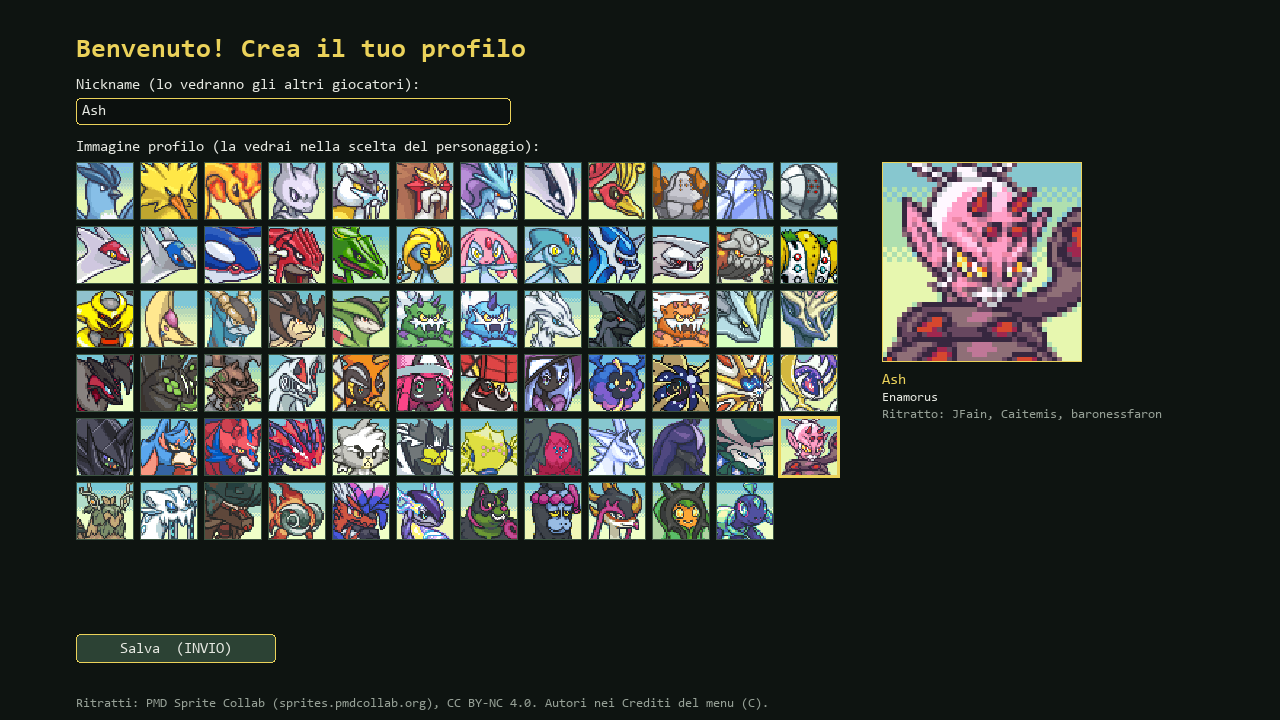 Benvenuto! Crea il tuo profilo
Nickname (lo vedranno gli altri giocatori):
Ash
Immagine profilo (la vedrai nella scelta del personaggio):
Ash
Enamorus
Ritratto: JFain, Caitemis, baronessfaron
Salva (INVIO)
Ritratti: PMD Sprite Collab (sprites.pmdcollab.org), CC BY-NC 4.0. Autori nei Crediti del menu (C).